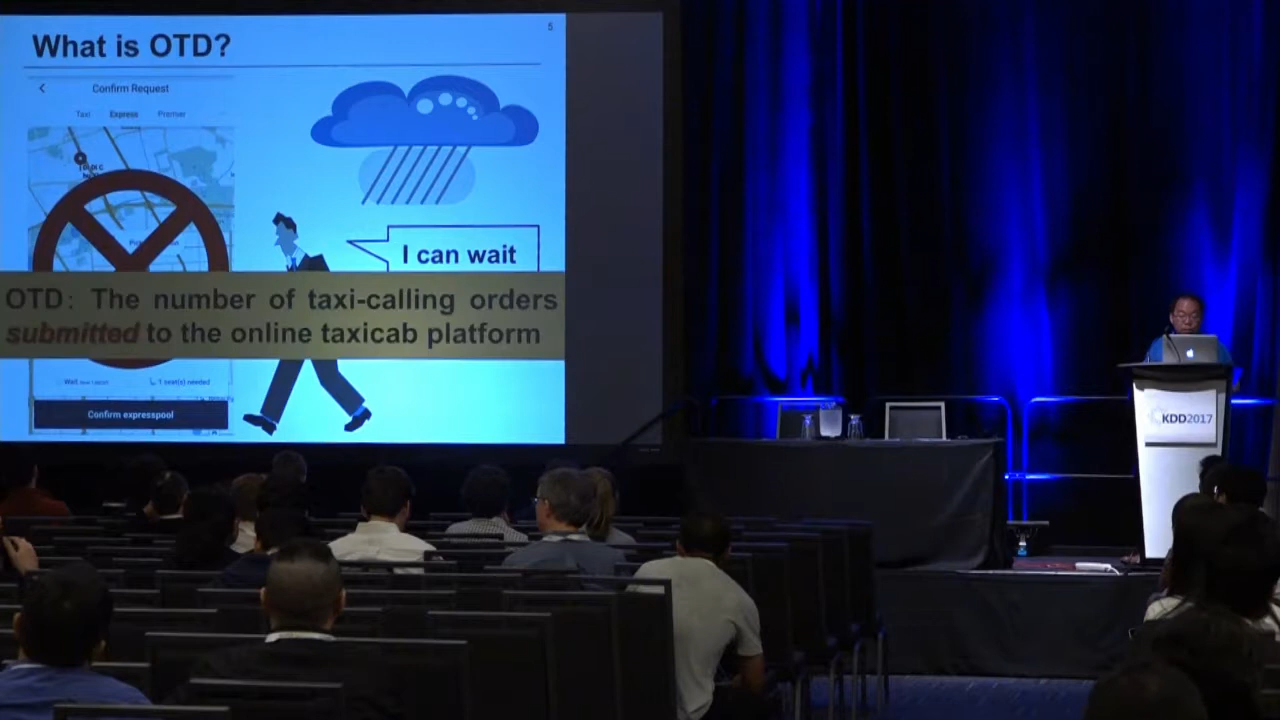 5
What is OTD?
Confirm Request
Taxi Express Premier
I can wait
OTD: The number of taxi-calling orders
submitted to the online taxicab platform
1 seat(s) needed
Confirm expresspool
KDD2017